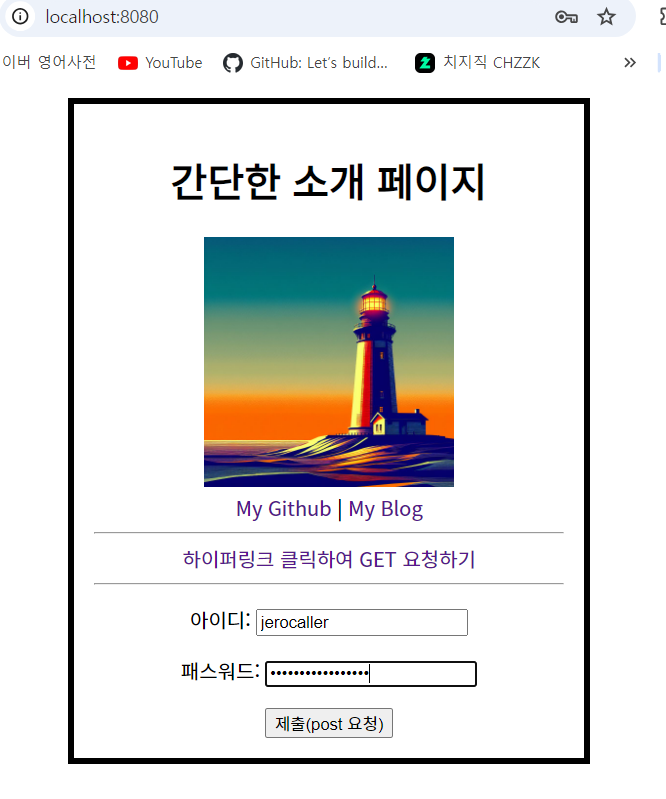 localhost:8080
이버 영어사전 YouTube GitHub: Let's build... 치지직 CHZZK »
간단한 소개 페이지
My Github | My Blog
하이퍼링크 클릭하여 GET 요청하기
아이디: jerocaller
패스워드: •••••••••••••••••
제출(post 요청)